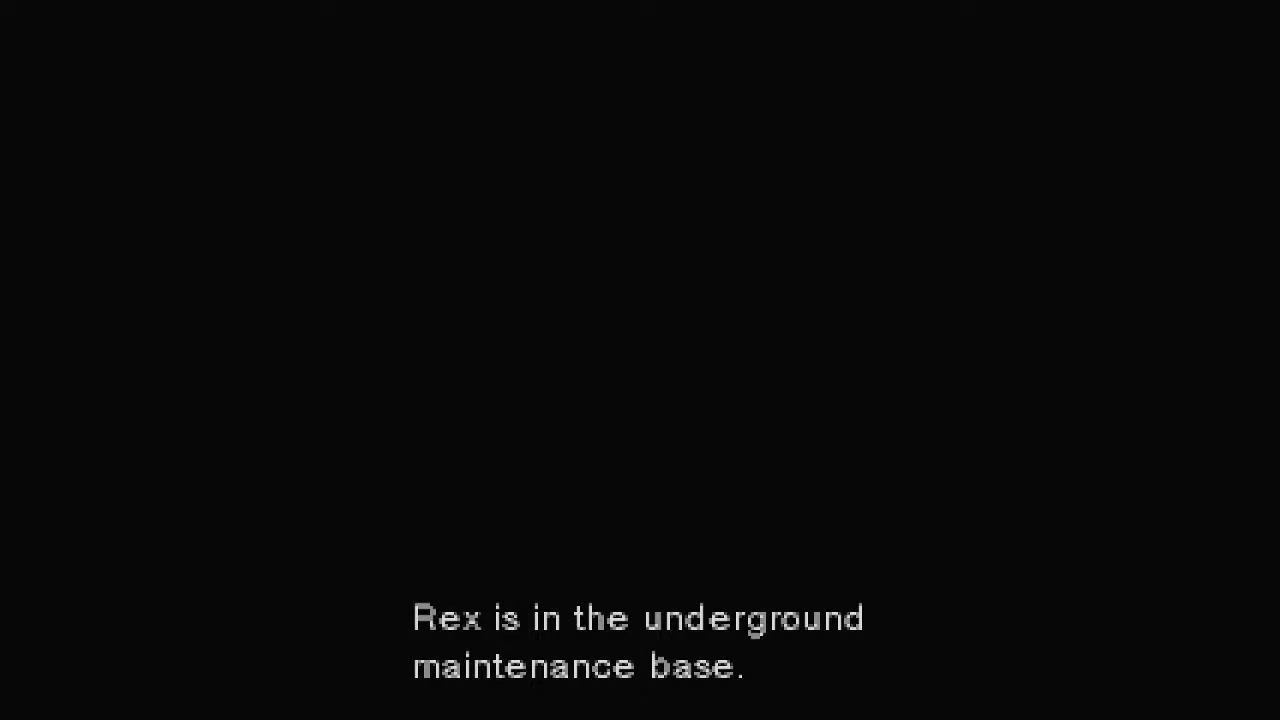 Rex is in the underground
maintenance base.